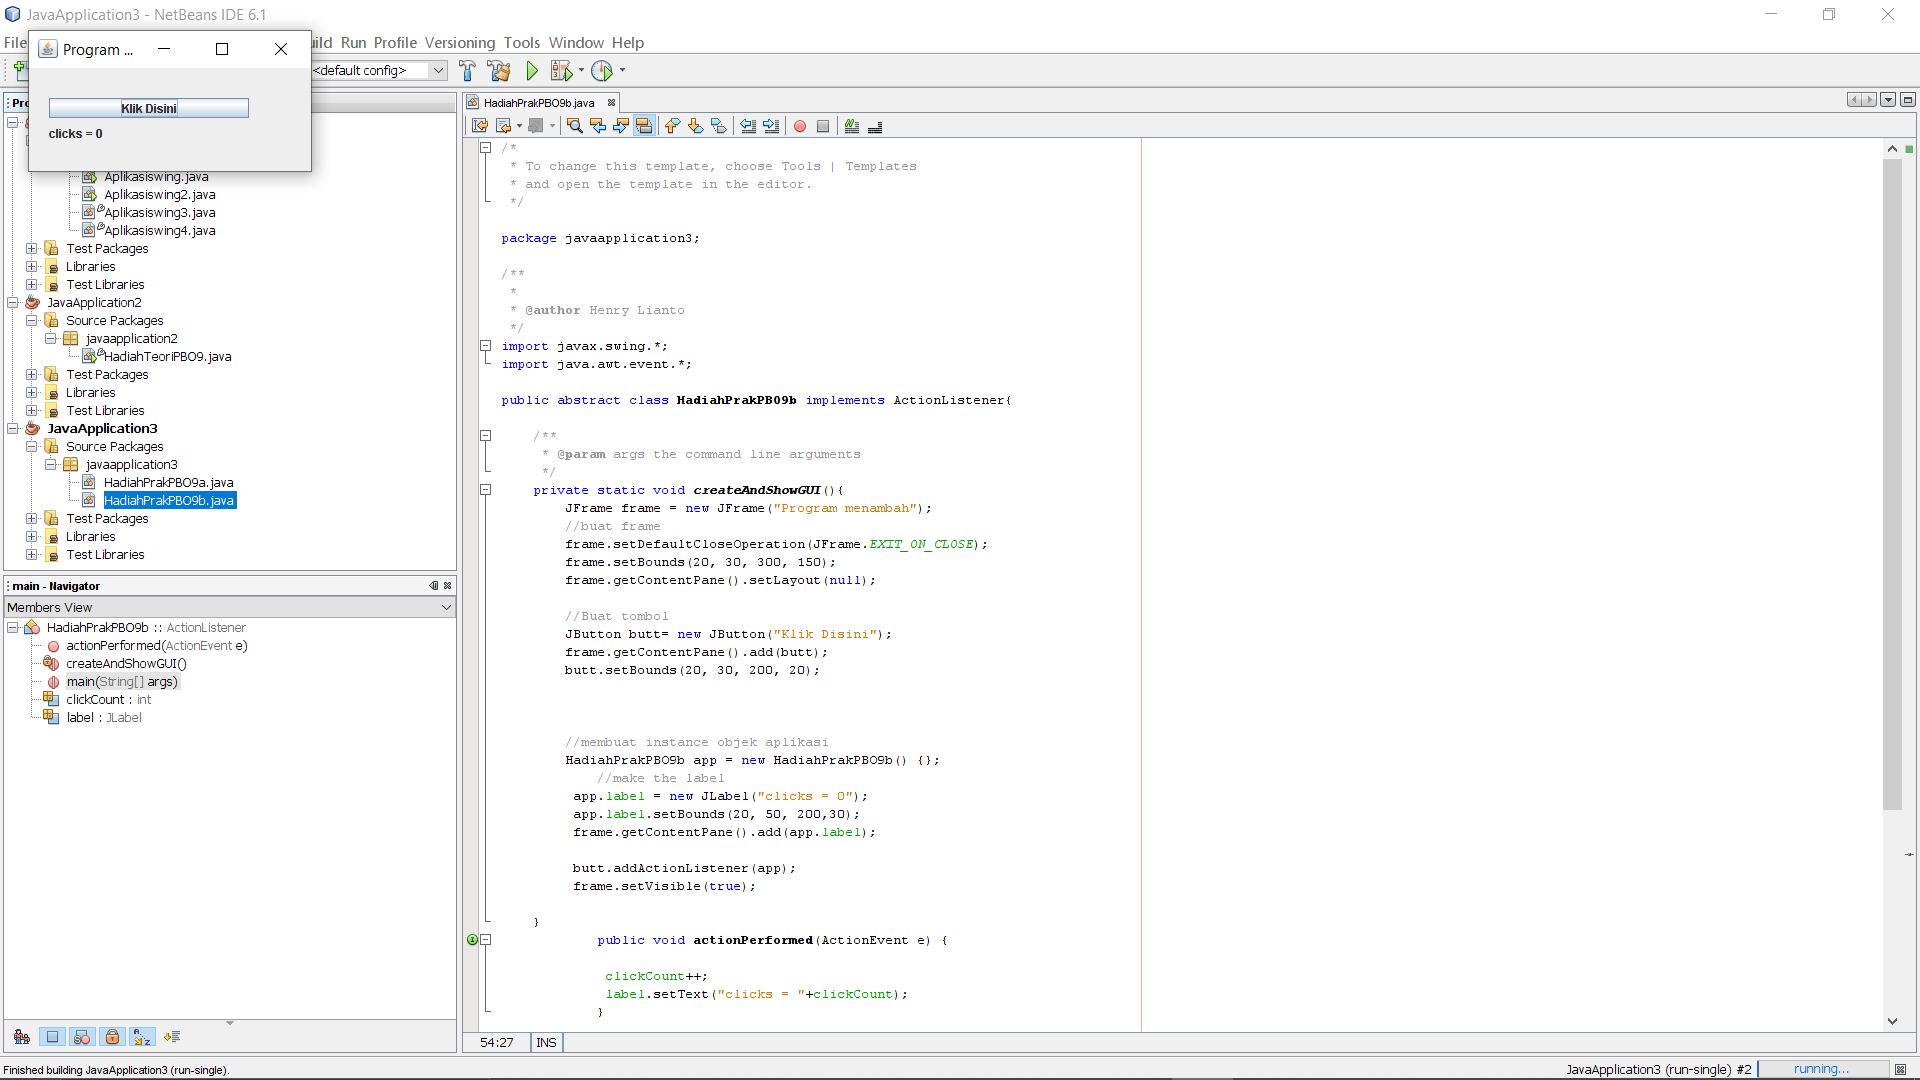 JavaApplication3 - NetBeans IDE 6.1
File
uild Run Profile Versioning Tools Window Help
Program ...
<default config>
Klik Disini
clicks = 0
Pro
HadiahPrakPBO9b.java
Aplikasiswing.java
Aplikasiswing2.java
Aplikasiswing3.java
Aplikasiswing4.java
Test Packages
Libraries
Test Libraries
JavaApplication2
Source Packages
javaapplication2
HadiahTeoriPBO9.java
Test Packages
Libraries
Test Libraries
JavaApplication3
Source Packages
javaapplication3
HadiahPrakPBO9a.java
HadiahPrakPBO9b.java
Test Packages
Libraries
Test Libraries
main - Navigator
Members View
HadiahPrakPBO9b :: ActionListener
actionPerformed(ActionEvent e)
createAndShowGUI()
main(String[] args)
clickCount : int
label : JLabel
/*
* To change this template, choose Tools | Templates
* and open the template in the editor.
*/
package javaapplication3;
/**
*
* @author Henry Lianto
*/
import javax.swing.*;
import java.awt.event.*;
public abstract class HadiahPrakPBO9b implements ActionListener{
/**
* @param args the command line arguments
*/
private static void createAndShowGUI(){
JFrame frame = new JFrame("Program menambah");
//buat frame
frame.setDefaultCloseOperation(JFrame.EXIT_ON_CLOSE);
frame.setBounds(20, 30, 300, 150);
frame.getContentPane().setLayout(null);
//Buat tombol
JButton butt= new JButton("Klik Disini");
frame.getContentPane().add(butt);
butt.setBounds(20, 30, 200, 20);
//membuat instance objek aplikasi
HadiahPrakPBO9b app = new HadiahPrakPBO9b() {};
//make the label
app.label = new JLabel("clicks = 0");
app.label.setBounds(20, 50, 200,30);
frame.getContentPane().add(app.label);
butt.addActionListener(app);
frame.setVisible(true);
}
public void actionPerformed(ActionEvent e) {
clickCount++;
label.setText("clicks = "+clickCount);
}
54:27 INS
Finished building JavaApplication3 (run-single).
JavaApplication3 (run-single) #2 running...